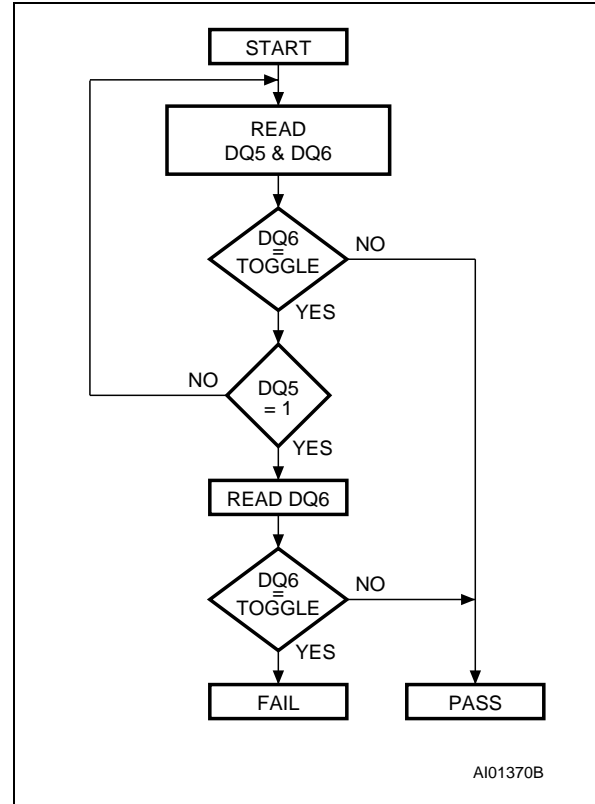 START
READ
DQ5 & DQ6
DQ6
=
TOGGLE
NO
YES
NO
DQ5
= 1
YES
READ DQ6
DQ6
=
TOGGLE
NO
YES
FAIL
PASS
AI01370B